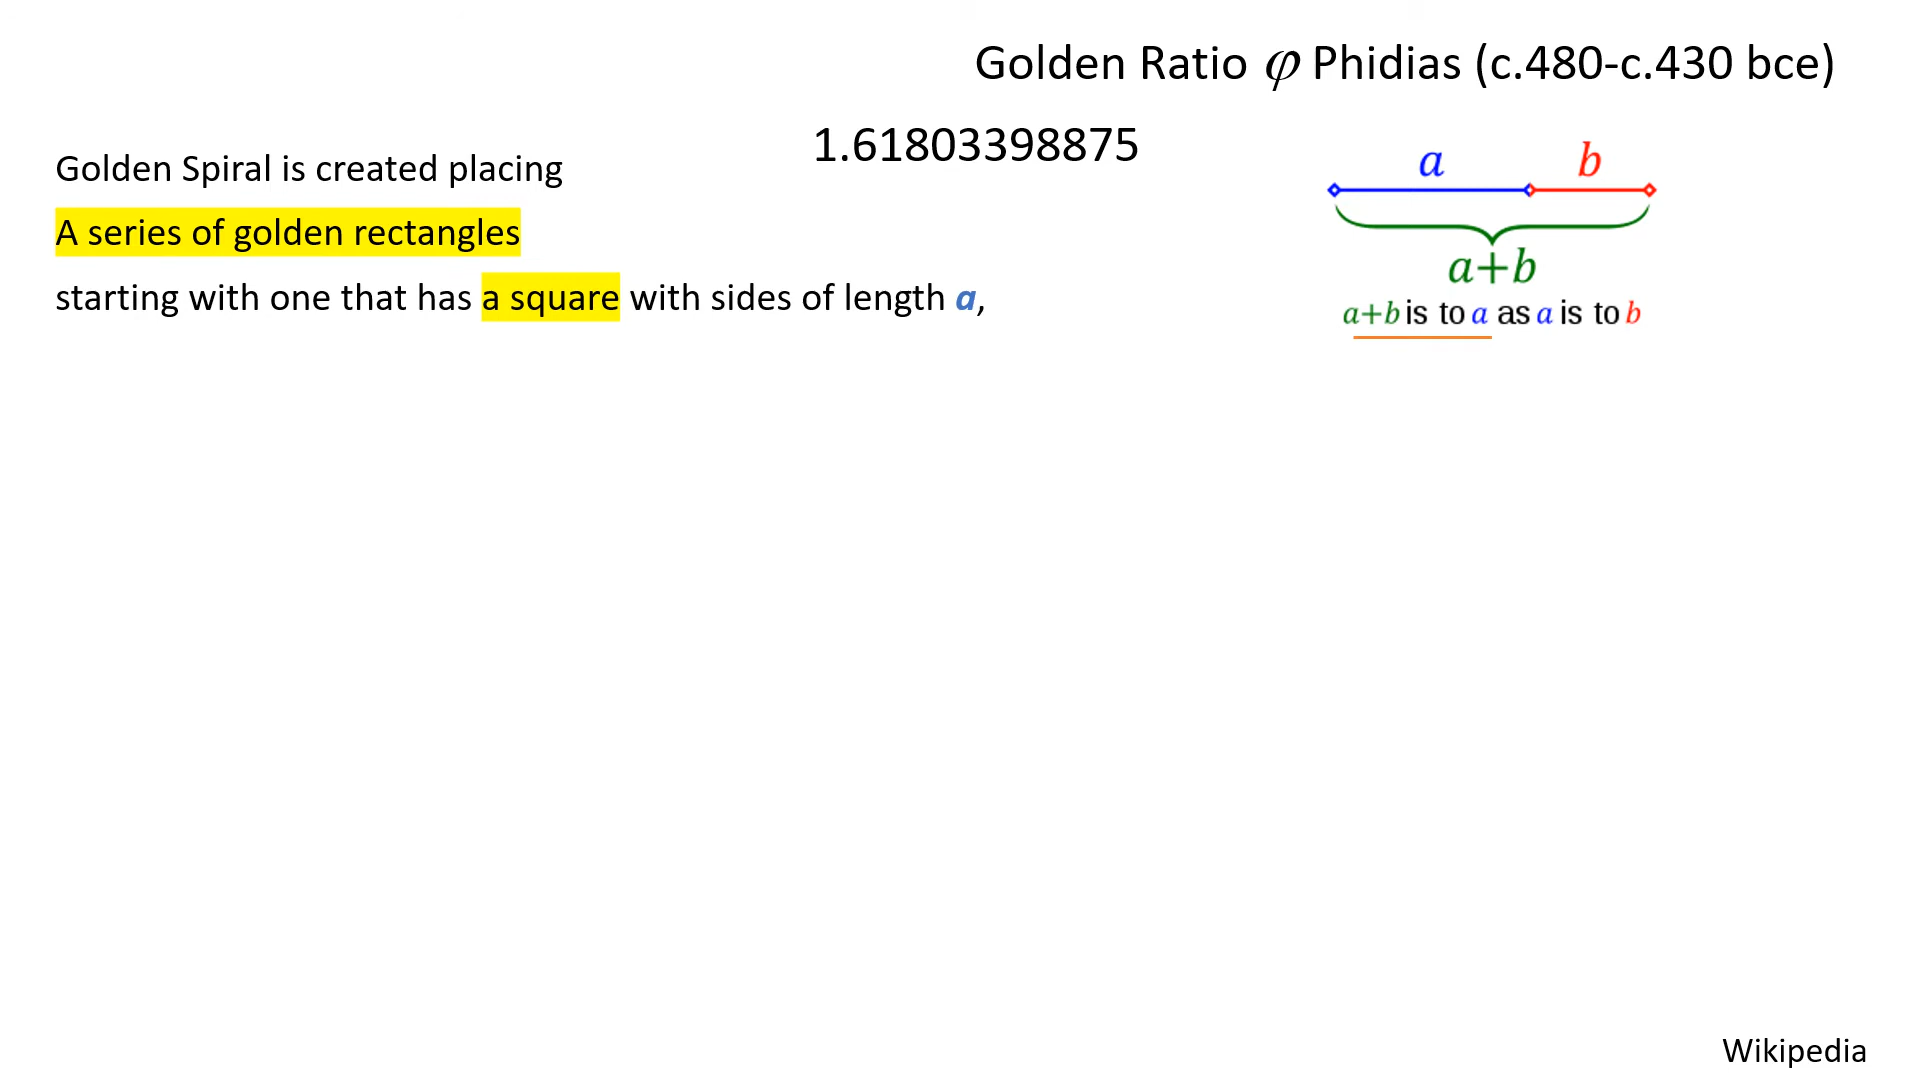 Golden Ratio φ Phidias (c.480-c.430 bce)
1.61803398875
Golden Spiral is created placing
A series of golden rectangles
starting with one that has a square with sides of length a,
a b
a+b
a+b is to a as a is to b
Wikipedia